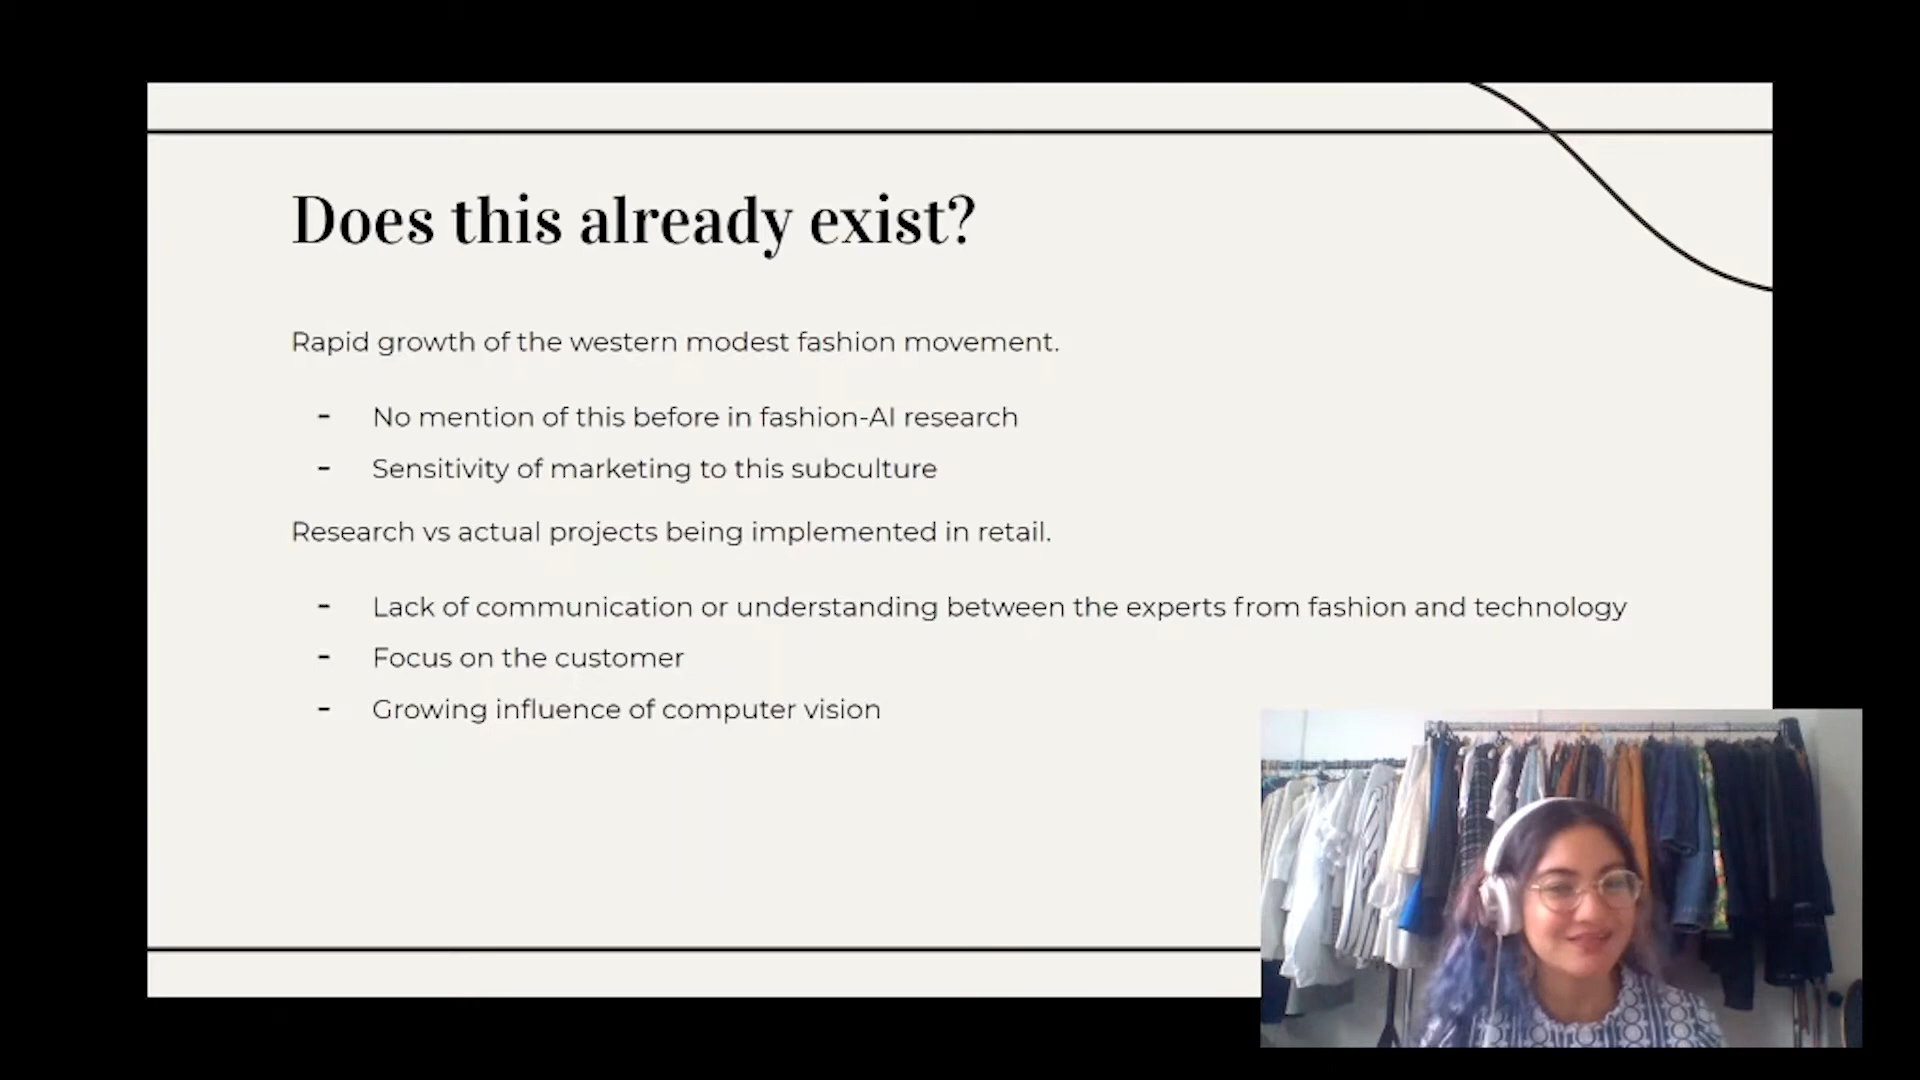 Does this already exist?
Rapid growth of the western modest fashion movement.
- No mention of this before in fashion-AI research
- Sensitivity of marketing to this subculture
Research vs actual projects being implemented in retail.
- Lack of communication or understanding between the experts from fashion and technology
- Focus on the customer
- Growing influence of computer vision